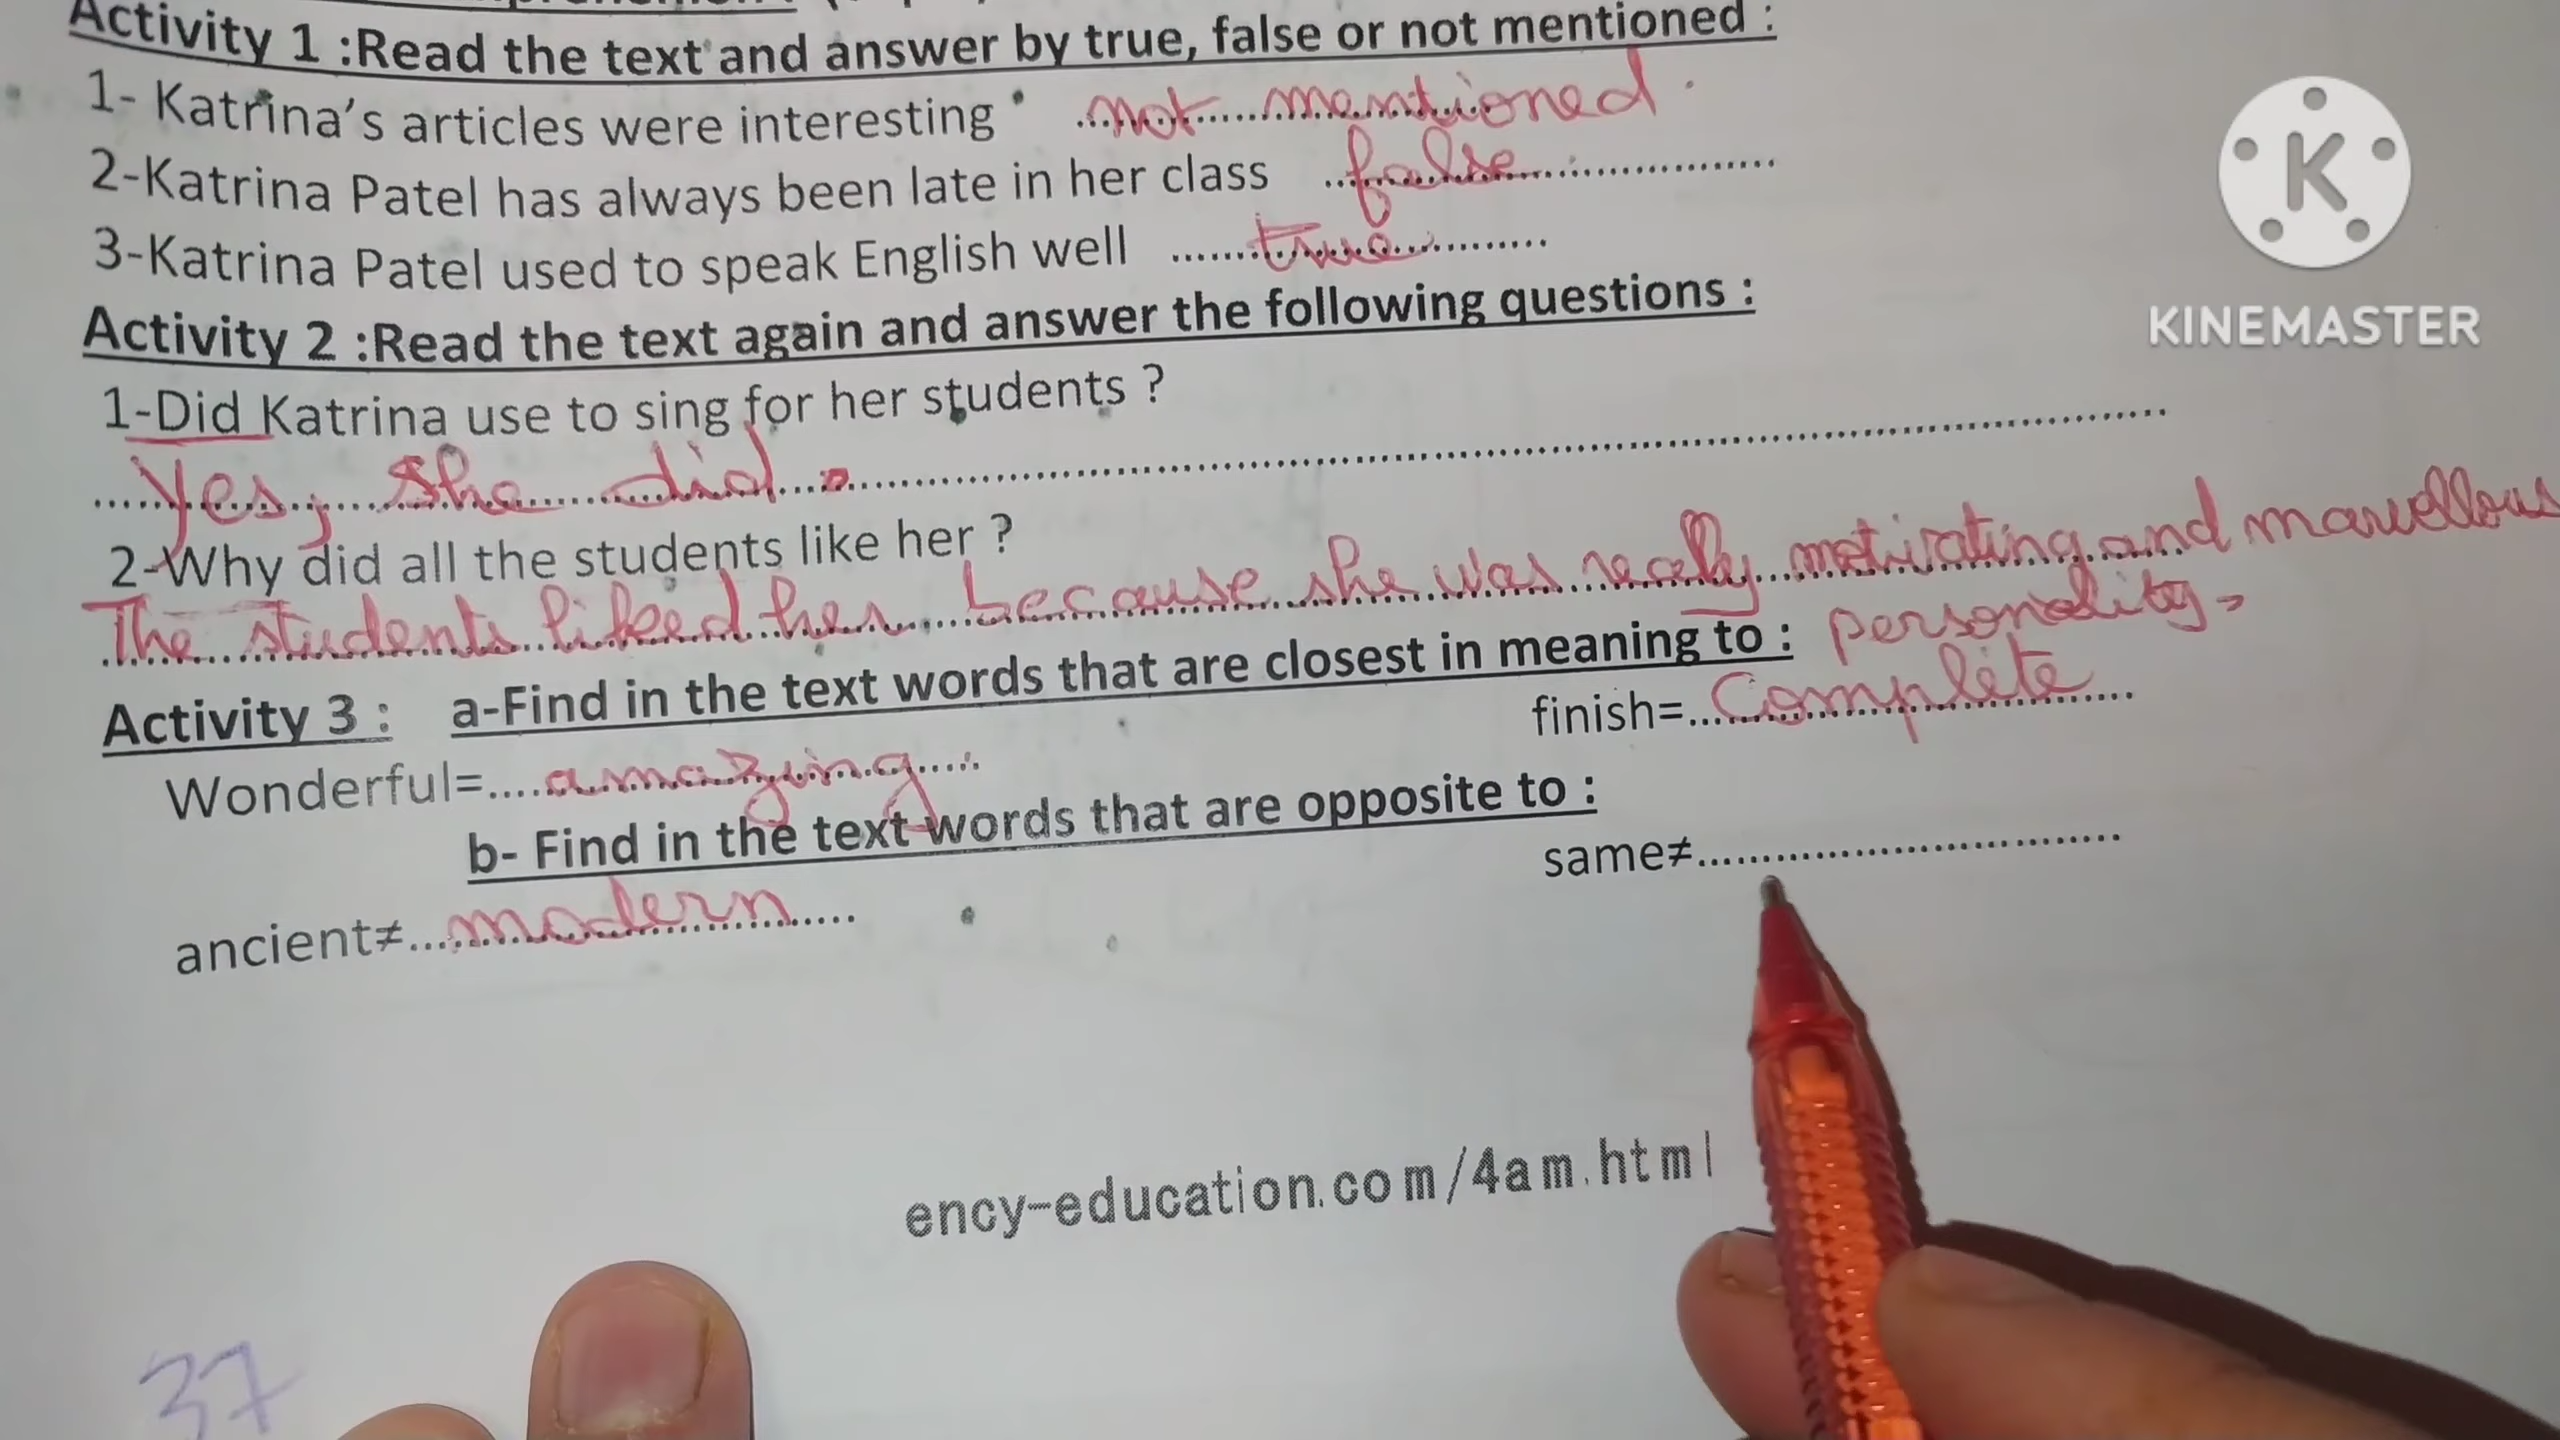 Activity 1 :Read the text and answer by true, false or not mentioned :
1- Katrina's articles were interesting ....not....mentioned.
2-Katrina Patel has always been late in her class ....false....................
3-Katrina Patel used to speak English well ........true...........
Activity 2 :Read the text again and answer the following questions :
1-Did Katrina use to sing for her students ?
Yes, she did.
2-Why did all the students like her ?
The students liked her because she was really motivating and marvellous
personality.
Activity 3 : a-Find in the text words that are closest in meaning to :
Wonderful=....amazying..... finish=...Complete....
b- Find in the text words that are opposite to :
ancient≠....modern..... same≠...................................
ency-education.com/4am.html
37
K
KINEMASTER